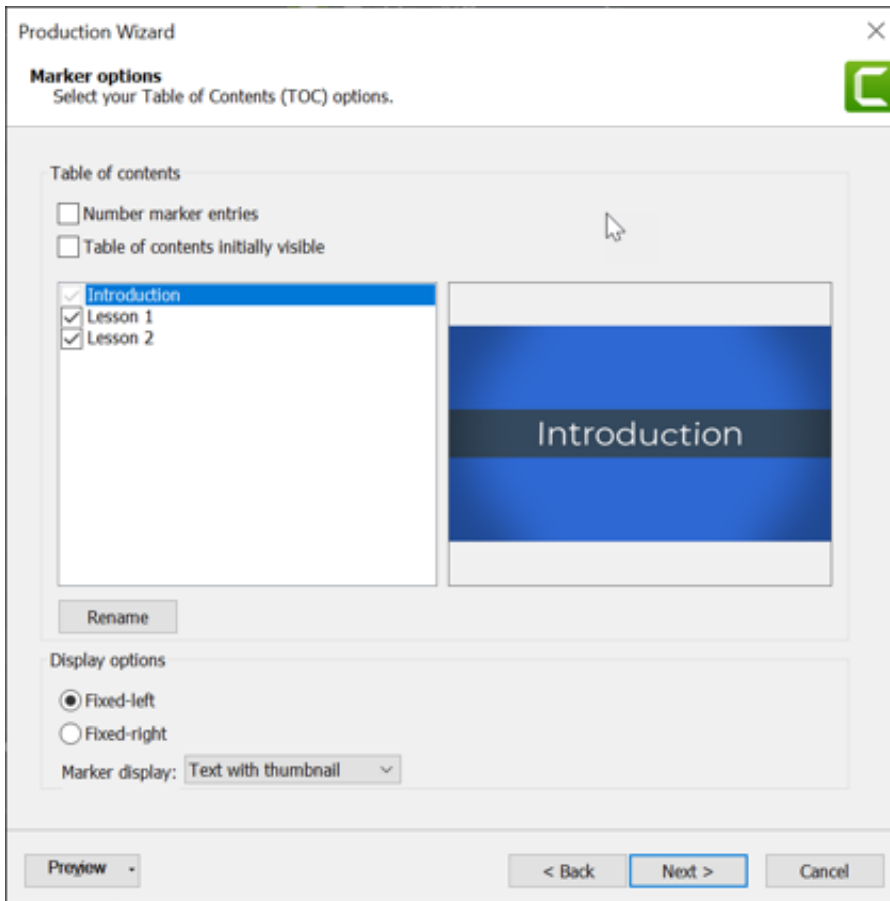 Production Wizard
Marker options
Select your Table of Contents (TOC) options.
Table of contents
Number marker entries
Table of contents initially visible
Introduction
Lesson 1
Lesson 2
Introduction
Rename
Display options
Fixed-left
Fixed-right
Marker display: Text with thumbnail
Preview
< Back
Next >
Cancel